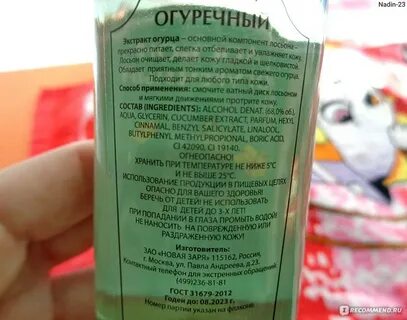 Nadin-23
ОГУРЕЧНЫЙ
Экстракт огурца – основной компонент лосьона-
прекрасно питает, слегка отбеливает и увлажняет кожу.
Лосьон очищает, делает кожу гладкой и шелковистой.
Обладает приятным тонким ароматом свежего огурца.
Подходит для любого типа кожи.
Способ применения: смочите ватный диск лосьоном
и мягкими движениями протрите кожу.
СОСТАВ (INGREDIENTS): ALCOHOL DENAT. (68,0% об.),
AQUA, GLYCERIN, CUCUMBER EXTRACT, PARFUM, HEXYL
CINNAMAL, BENZYL SALICYLATE, LINALOOL,
BUTYLPHENYL METHYLPROPIONAL, BORIC ACID,
CI 42090, CI 19140.
ОГНЕОПАСНО!
ХРАНИТЬ ПРИ ТЕМПЕРАТУРЕ НЕ НИЖЕ 5°С
И НЕ ВЫШЕ 25°С.
ИСПОЛЬЗОВАНИЕ ПРОДУКЦИИ В ПИЩЕВЫХ ЦЕЛЯХ
ОПАСНО ДЛЯ ВАШЕГО ЗДОРОВЬЯ!
БЕРЕЧЬ ОТ ДЕТЕЙ! НЕ ИСПОЛЬЗОВАТЬ
ДЛЯ ДЕТЕЙ ДО 3-Х ЛЕТ!
ПРИ ПОПАДАНИИ В ГЛАЗА ПРОМЫТЬ ВОДОЙ!
НЕ НАНОСИТЬ НА ПОВРЕЖДЕННУЮ ИЛИ
РАЗДРАЖЕННУЮ КОЖУ!
Изготовитель:
ЗАО «НОВАЯ ЗАРЯ» 115162, Россия,
г. Москва, ул. Павла Андреева, д.23.
Контактный телефон для экстренных обращений:
(499)236-81-81
ГОСТ 31679-2012
Годен до: 08.2023 г.
Номер партии указан на флаконе.
IRECOMMEND.RU